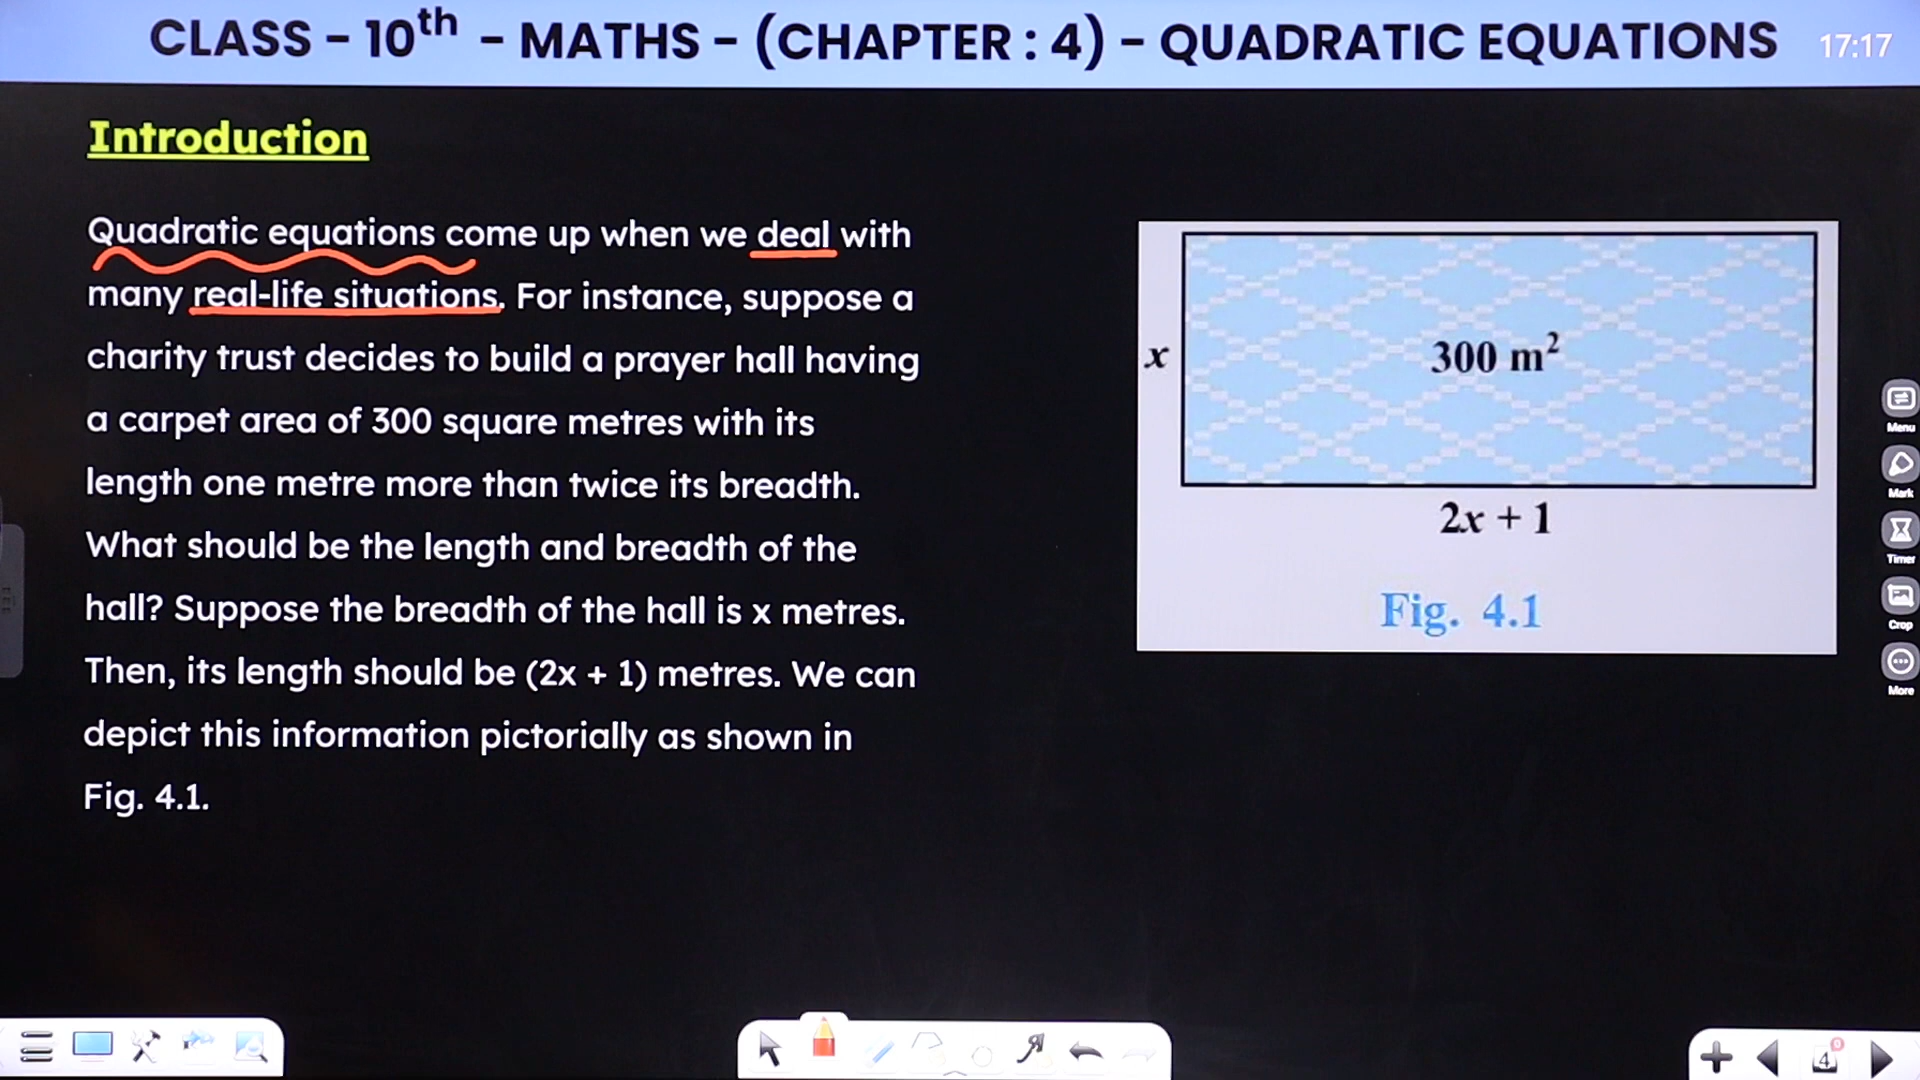 CLASS - 10th - MATHS - (CHAPTER : 4) - QUADRATIC EQUATIONS
17:17
Introduction
Quadratic equations come up when we deal with
many real-life situations. For instance, suppose a
charity trust decides to build a prayer hall having
a carpet area of 300 square metres with its
length one metre more than twice its breadth.
What should be the length and breadth of the
hall? Suppose the breadth of the hall is x metres.
Then, its length should be (2x + 1) metres. We can
depict this information pictorially as shown in
Fig. 4.1.
x
300 m²
2x + 1
Fig. 4.1
Menu
Mark
Timer
Crop
More
4
0